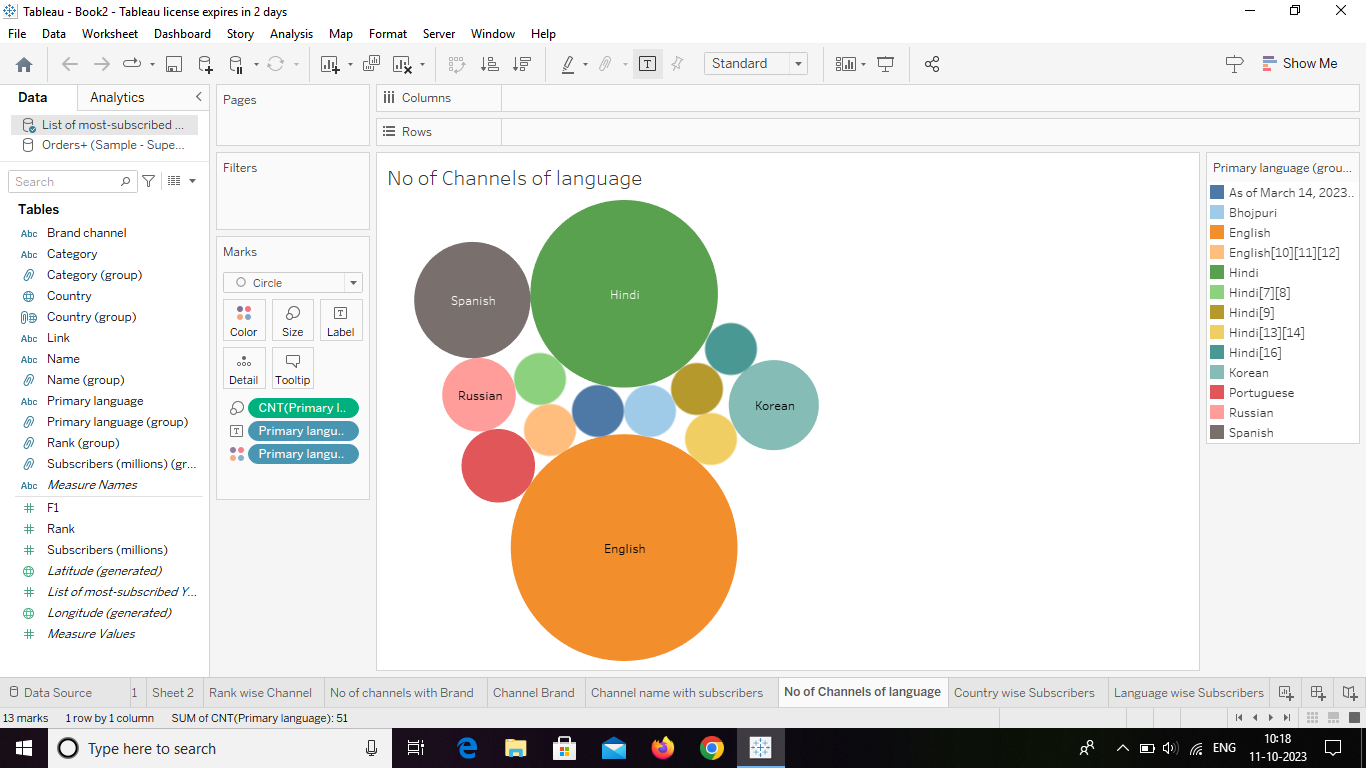 Tableau - Book2 - Tableau license expires in 2 days
File Data Worksheet Dashboard Story Analysis Map Format Server Window Help
Standard
Show Me
Data Analytics
List of most-subscribed ...
Orders+ (Sample - Supe...
Search
Tables
Abc Brand channel
Abc Category
Category (group)
Country
Country (group)
Abc Link
Abc Name
Name (group)
Abc Primary language
Primary language (group)
Rank (group)
Subscribers (millions) (gr...
Abc Measure Names
F1
Rank
Subscribers (millions)
Latitude (generated)
List of most-subscribed Y...
Longitude (generated)
Measure Values
Pages
Filters
Marks
Circle
Color Size Label
Detail Tooltip
CNT(Primary l..
Primary langu..
Primary langu..
Columns
Rows
No of Channels of language
Hindi
Spanish
Russian
Korean
English
Primary language (grou...
As of March 14, 2023..
Bhojpuri
English
English[10][11][12]
Hindi
Hindi[7][8]
Hindi[9]
Hindi[13][14]
Hindi[16]
Korean
Portuguese
Russian
Spanish
Data Source 1 Sheet 2 Rank wise Channel No of channels with Brand Channel Brand Channel name with subscribers No of Channels of language Country wise Subscribers Language wise Subscribers
13 marks 1 row by 1 column SUM of CNT(Primary language): 51
Type here to search
ENG
10:18
11-10-2023